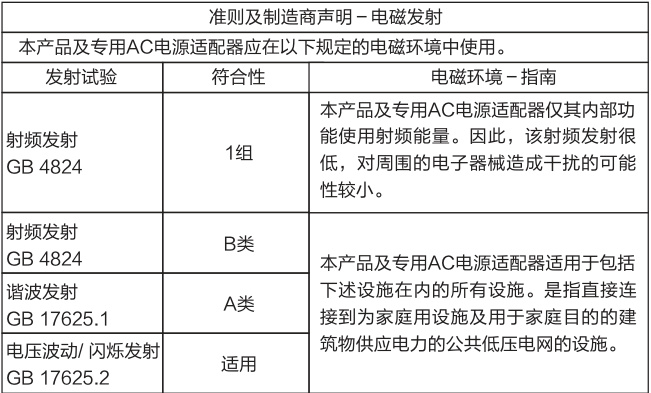 准则及制造商声明–电磁发射
本产品及专用AC电源适配器应在以下规定的电磁环境中使用。
发射试验
符合性
电磁环境–指南
射频发射
GB 4824
1组
本产品及专用AC电源适配器仅其内部功
能使用射频能量。因此，该射频发射很
低，对周围的电子器械造成干扰的可能
性较小。
射频发射
GB 4824
B类
本产品及专用AC电源适配器适用于包括
下述设施在内的所有设施。是指直接连
接到为家庭用设施及用于家庭目的的建
筑物供应电力的公共低压电网的设施。
谐波发射
GB 17625.1
A类
电压波动/ 闪烁发射
GB 17625.2
适用